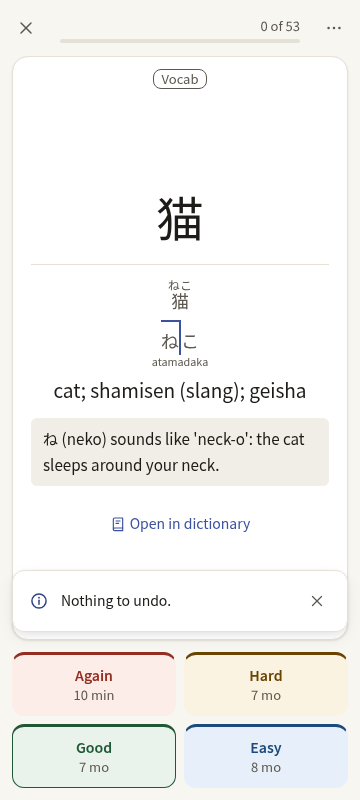 0 of 53
Vocab
猫
ねこ
猫
ねこ
atamadaka
cat; shamisen (slang); geisha
ね (neko) sounds like 'neck-o': the cat
sleeps around your neck.
Open in dictionary
Nothing to undo.
Again
10 min
Hard
7 mo
Good
7 mo
Easy
8 mo